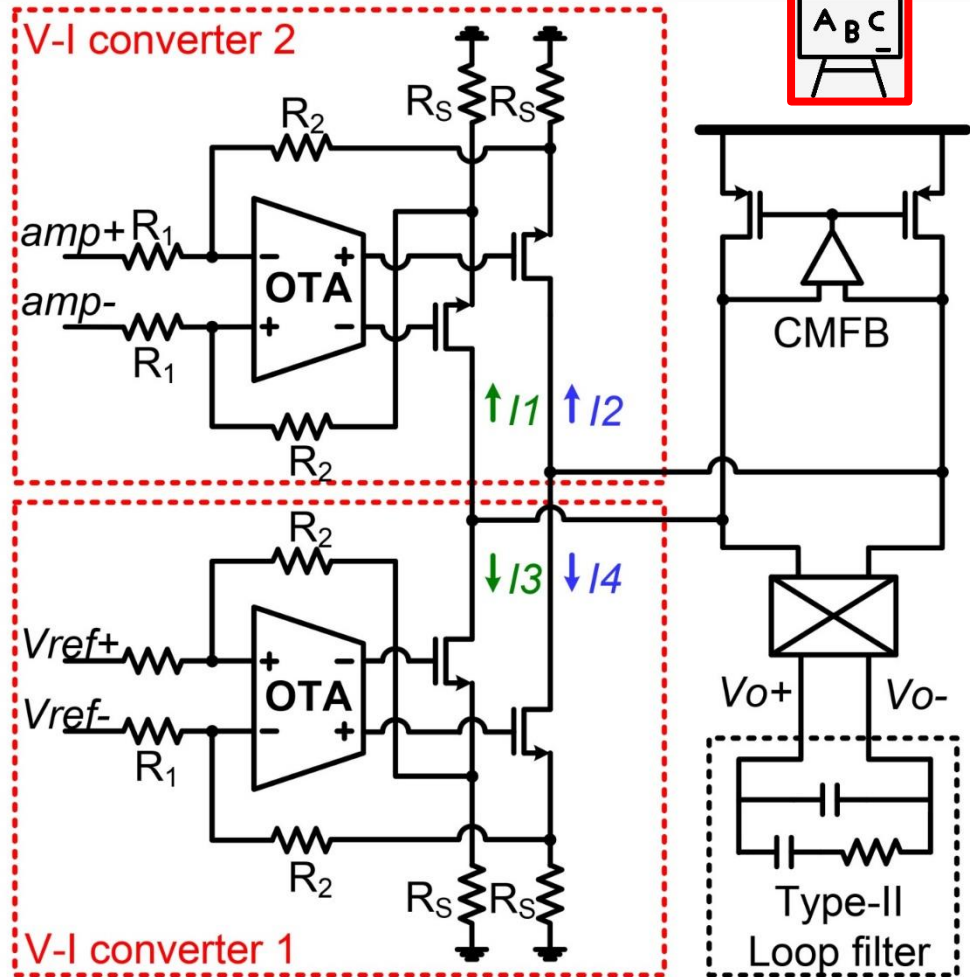 V-I converter 2
A B C
R2
RS RS
amp+ R1
- +
OTA
amp- R1
+ -
R2
I1 I2
CMFB
R2
I3 I4
Vref+
+ -
OTA
Vref-
- +
R1
R2
RS RS
V-I converter 1
Vo+ Vo-
Type-II
Loop filter